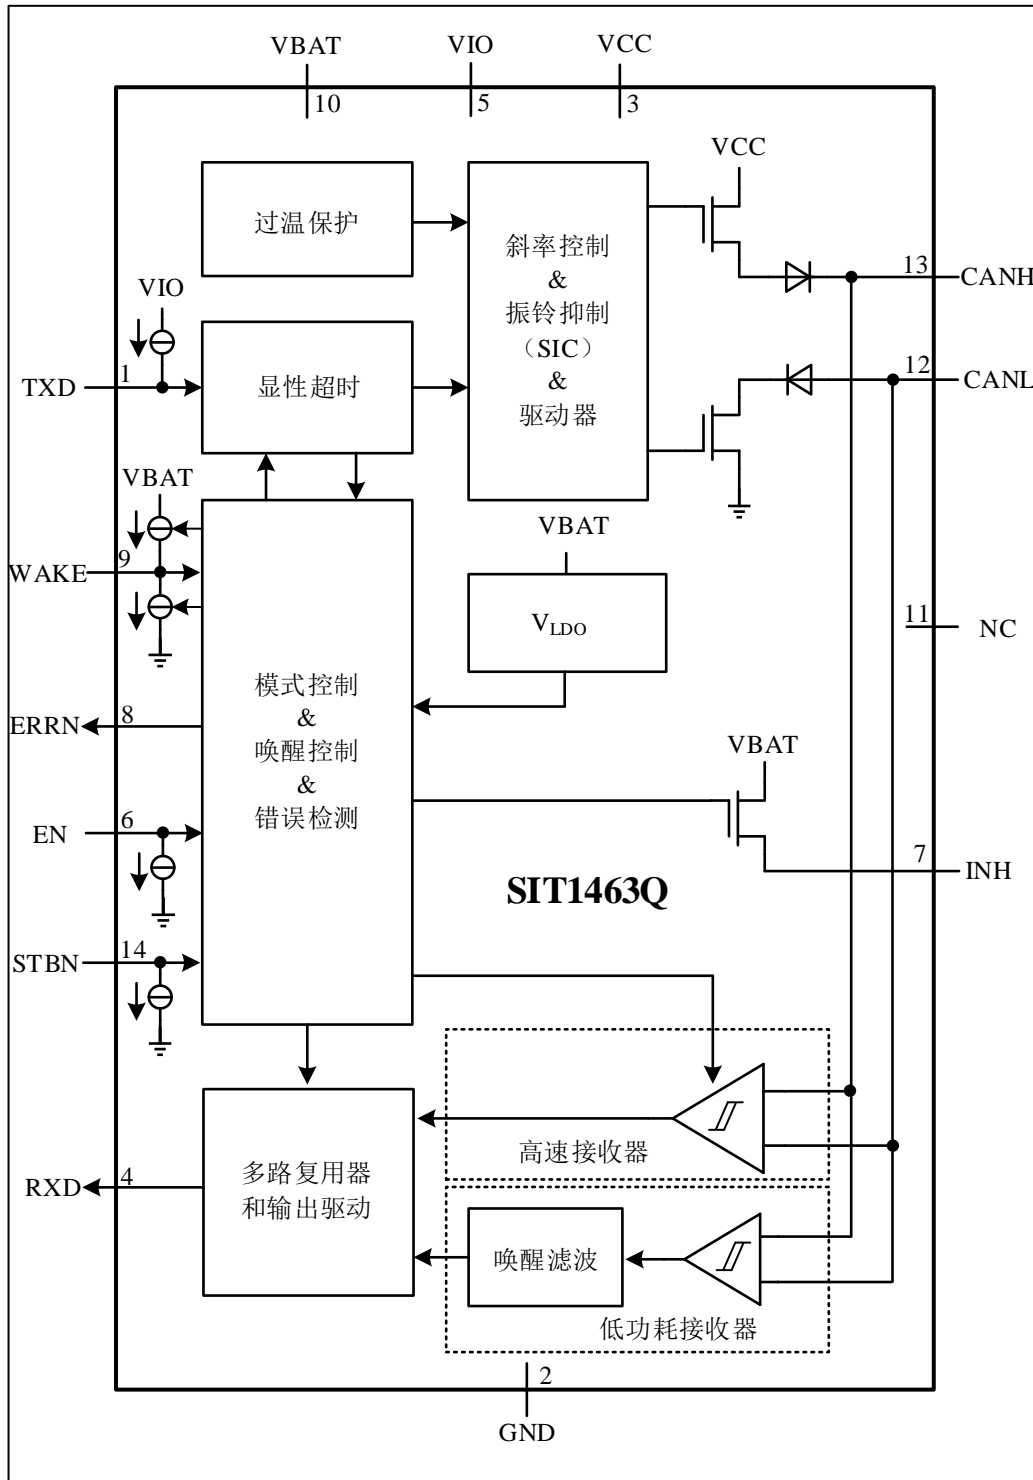 VBAT
VIO
VCC
10
5
3
VCC
过温保护
斜率控制
&
振铃抑制
（SIC）
&
驱动器
13
CANH
VIO
TXD
1
显性超时
12
CANL
VBAT
WAKE
9
VBAT
VLDO
11
NC
模式控制
&
唤醒控制
&
错误检测
ERRN
8
VBAT
EN
6
7
INH
SIT1463Q
STBN
14
高速接收器
RXD
4
多路复用器
和输出驱动
唤醒滤波
低功耗接收器
2
GND